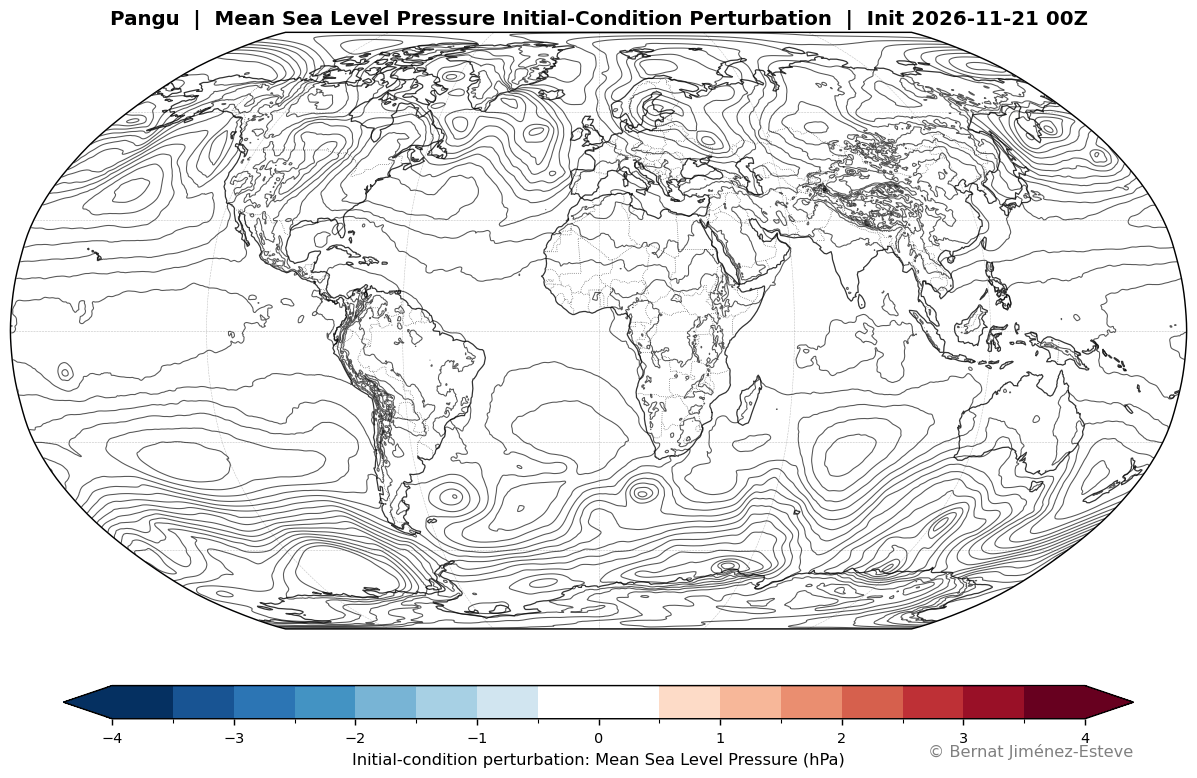 Pangu | Mean Sea Level Pressure Initial-Condition Perturbation | Init 2026-11-21 00Z
−4 −3 −2 −1 0 1 2 3 4
Initial-condition perturbation: Mean Sea Level Pressure (hPa)
© Bernat Jiménez-Esteve